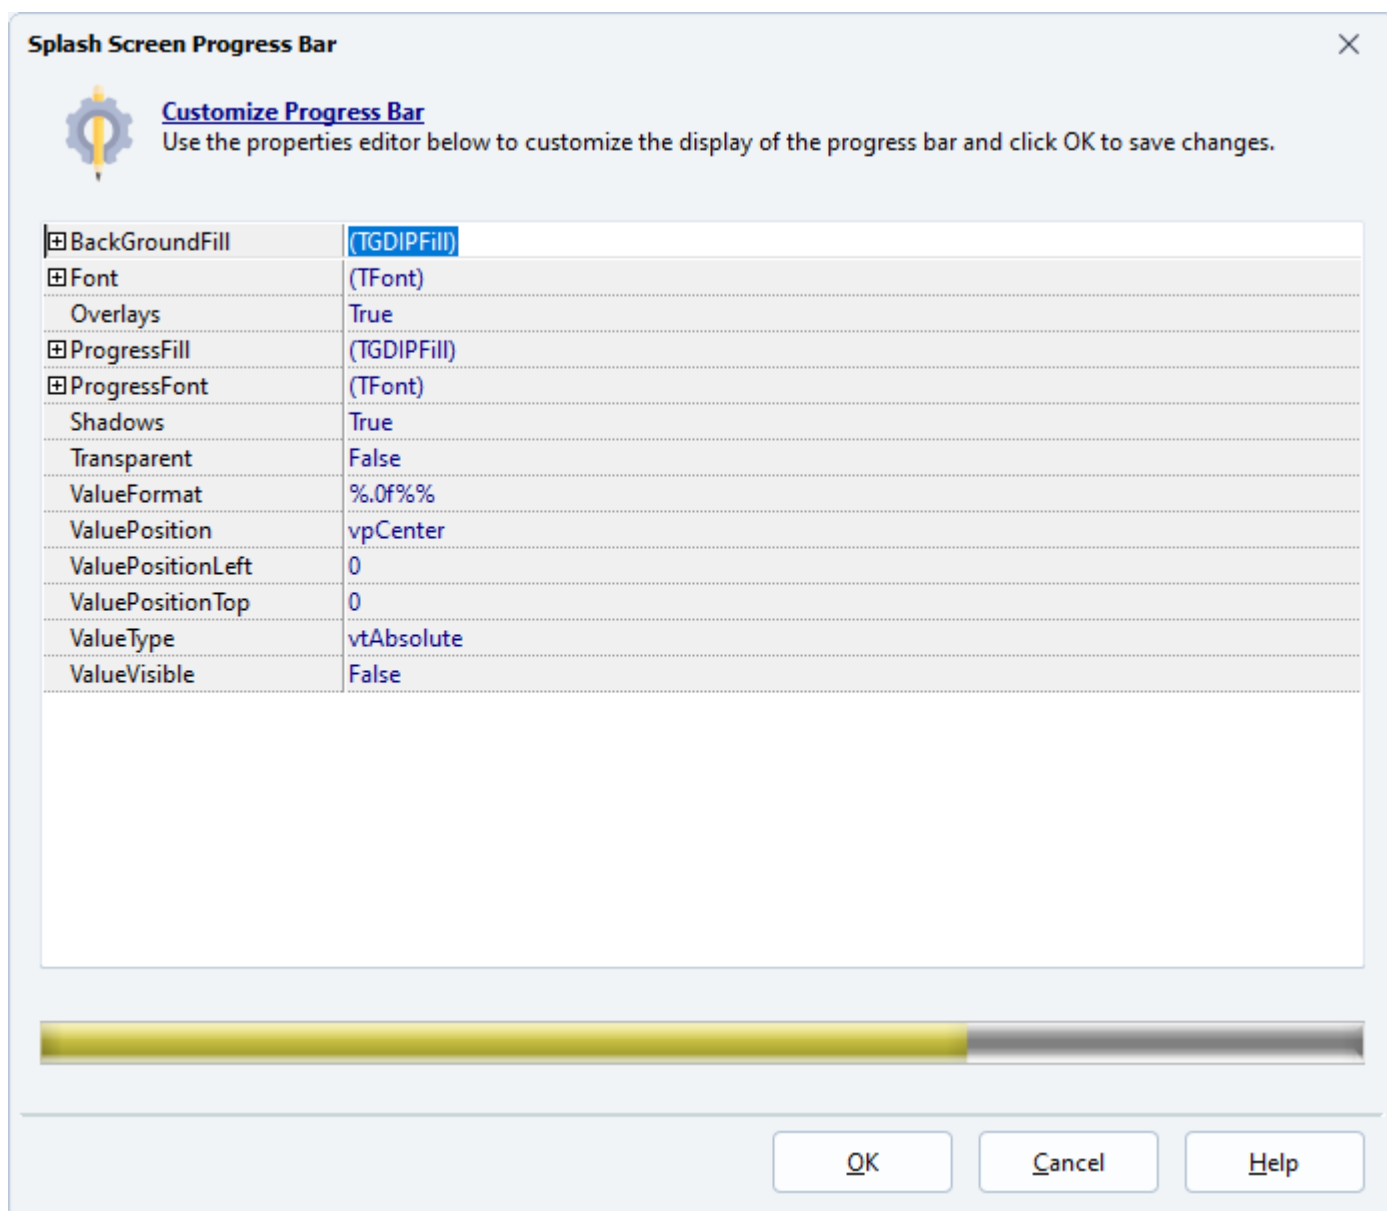 Splash Screen Progress Bar
Customize Progress Bar
Use the properties editor below to customize the display of the progress bar and click OK to save changes.
BackGroundFill (TGDIPFill)
Font (TFont)
Overlays True
ProgressFill (TGDIPFill)
ProgressFont (TFont)
Shadows True
Transparent False
ValueFormat %.0f%%
ValuePosition vpCenter
ValuePositionLeft 0
ValuePositionTop 0
ValueType vtAbsolute
ValueVisible False
OK Cancel Help